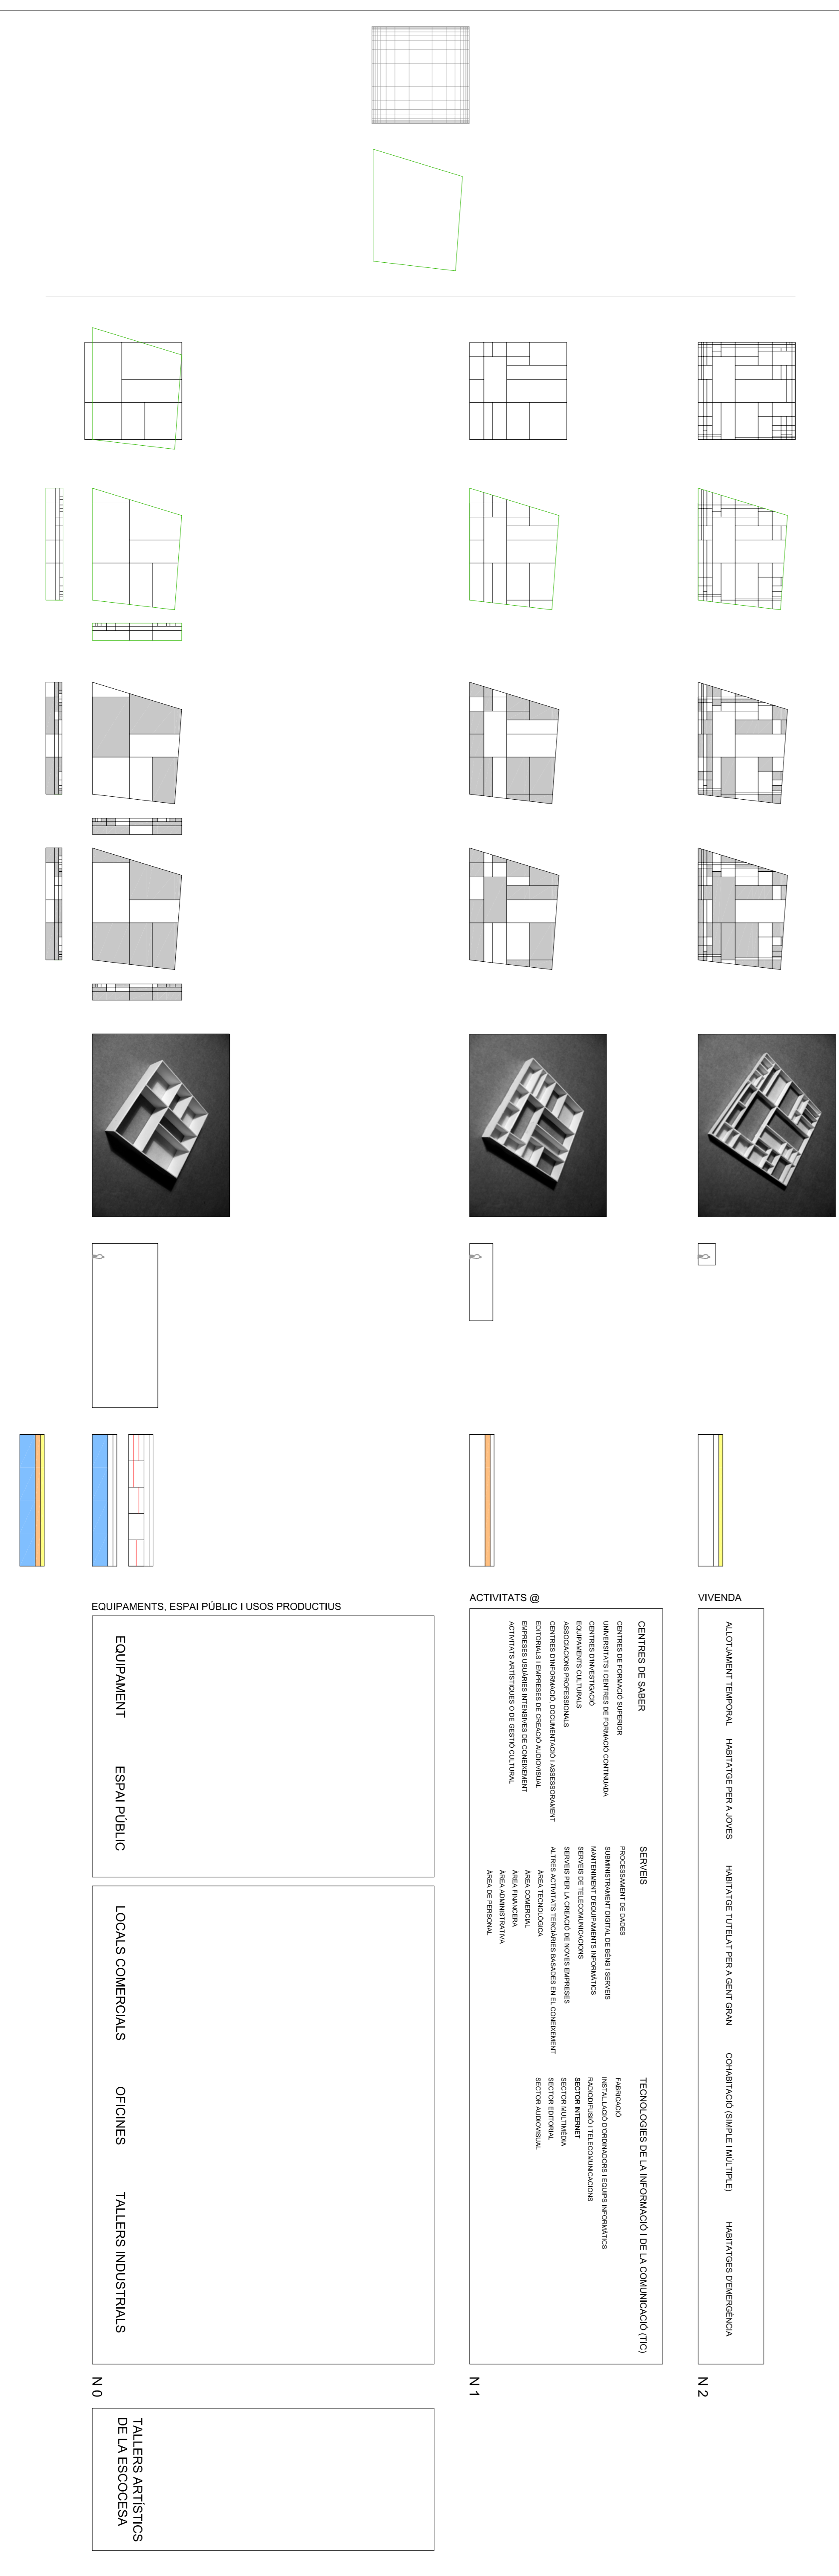 EQUIPAMENTS, ESPAI PÚBLIC I USOS PRODUCTIUS
EQUIPAMENT
ESPAI PÚBLIC
LOCALS COMERCIALS
OFICINES
TALLERS INDUSTRIALS
N 0
TALLERS ARTÍSTICS
DE LA ESCOCESA
ACTIVITATS @
CENTRES DE SABER
CENTRES DE FORMACIÓ SUPERIOR
UNIVERSITATS I CENTRES DE FORMACIÓ CONTINUADA
CENTRES D'INVESTIGACIÓ
EQUIPAMENTS CULTURALS
ASSOCIACIONS PROFESSIONALS
CENTRES D'INFORMACIÓ, DOCUMENTACIÓ I ASSESSORAMENT
EDITORIALS I EMPRESES DE CREACIÓ AUDIOVISUAL
EMPRESES USUÀRIES INTENSIVES DE CONEIXEMENT
ACTIVITATS ARTÍSTIQUES O DE GESTIÓ CULTURAL
SERVEIS
PROCESSAMENT DE DADES
SUBMINISTRAMENT DIGITAL DE BÉNS I SERVEIS
MANTENIMENT D'EQUIPAMENTS INFORMÀTICS
SERVEIS DE TELECOMUNICACIONS
SERVEIS PER LA CREACIÓ DE NOVES EMPRESES
ALTRES ACTIVITATS TERCIÀRIES BASADES EN EL CONEIXEMENT
ÀREA TECNOLÒGICA
ÀREA COMERCIAL
ÀREA FINANCERA
ÀREA ADMINISTRATIVA
ÀREA DE PERSONAL
TECNOLOGIES DE LA INFORMACIÓ I DE LA COMUNICACIÓ (TIC)
FABRICACIÓ
INSTAL.LACIÓ D'ORDINADORS I EQUIPS INFORMÀTICS
RADIODIFUSIÓ I TELECOMUNICACIONS
SECTOR INTERNET
SECTOR MULTIMÈDIA
SECTOR EDITORIAL
SECTOR AUDIOVISUAL
N 1
VIVENDA
ALLOTJAMENT TEMPORAL
HABITATGE PER A JOVES
HABITATGE TUTELAT PER A GENT GRAN
COHABITACIÓ (SIMPLE I MÚLTIPLE)
HABITATGES D'EMERGÈNCIA
N 2